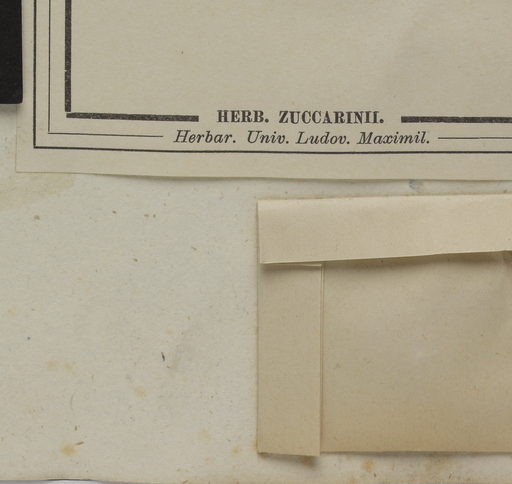 HERB. ZUCCARINII.
Herbar. Univ. Ludov. Maximil.